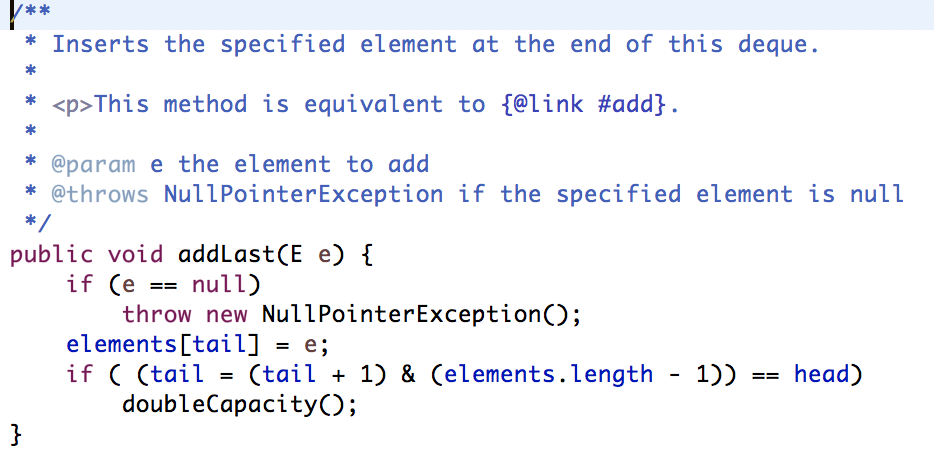 /**
 * Inserts the specified element at the end of this deque.
 *
 * <p>This method is equivalent to {@link #add}.
 *
 * @param e the element to add
 * @throws NullPointerException if the specified element is null
 */
public void addLast(E e) {
    if (e == null)
        throw new NullPointerException();
    elements[tail] = e;
    if ( (tail = (tail + 1) & (elements.length - 1)) == head)
        doubleCapacity();
}